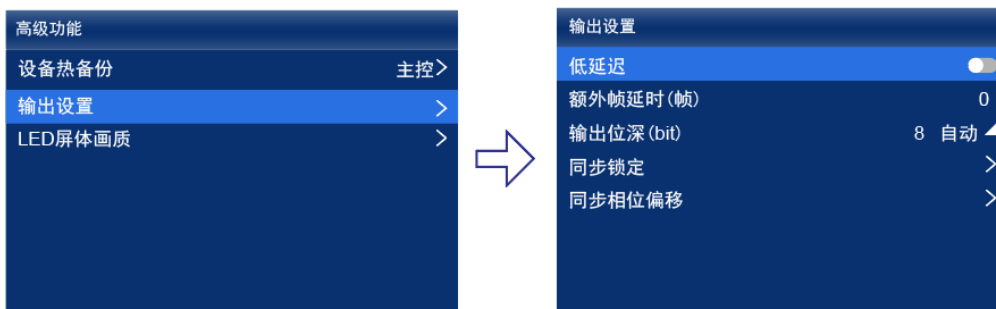 高级功能
设备热备份 主控>
输出设置 >
LED屏体画质 >
输出设置
低延迟
额外帧延时(帧) 0
输出位深(bit) 8 自动
同步锁定 >
同步相位偏移 >